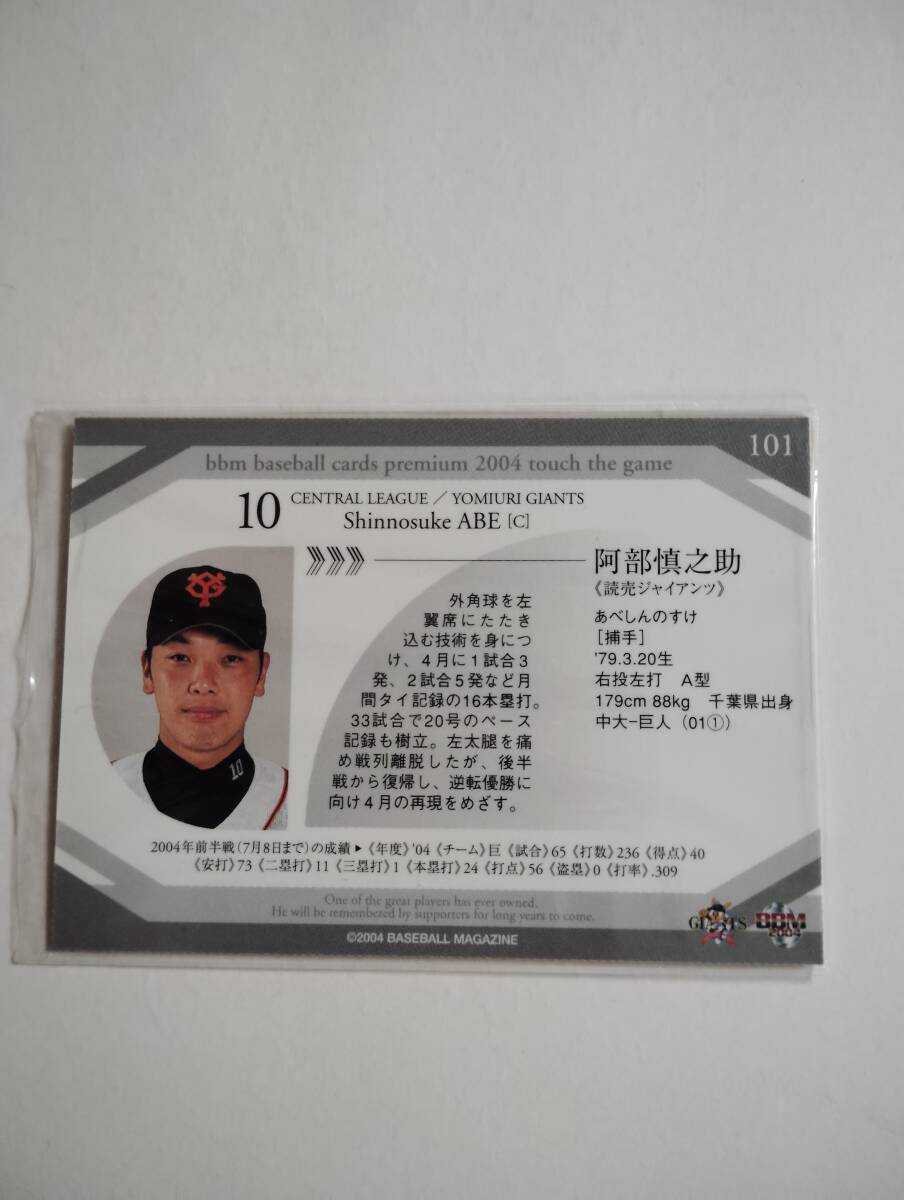 101
bbm baseball cards premium 2004 touch the game
10
CENTRAL LEAGUE／YOMIURI GIANTS
Shinnosuke ABE [C]
阿部慎之助
《読売ジャイアンツ》
あべしんのすけ
[捕手]
'79.3.20生
右投左打 A型
179cm 88kg 千葉県出身
中大−巨人（01①）
外角球を左
翼席にたたき
込む技術を身につ
け、4月に1試合3
発、2試合5発など月
間タイ記録の16本塁打。
33試合で20号のペース
記録も樹立。左太腿を痛
め戦列離脱したが、後半
戦から復帰し、逆転優勝に
向け4月の再現をめざす。
YG
10
2004年前半戦(7月8日まで)の成績▶《年度》'04《チーム》巨《試合》65《打数》236《得点》40
《安打》73《二塁打》11《三塁打》1《本塁打》24《打点》56《盗塁》0《打率》.309
One of the great players has ever owned.
He will be remembered by supporters for long years to come.
©2004 BASEBALL MAGAZINE
GIANTS
BBM
2004